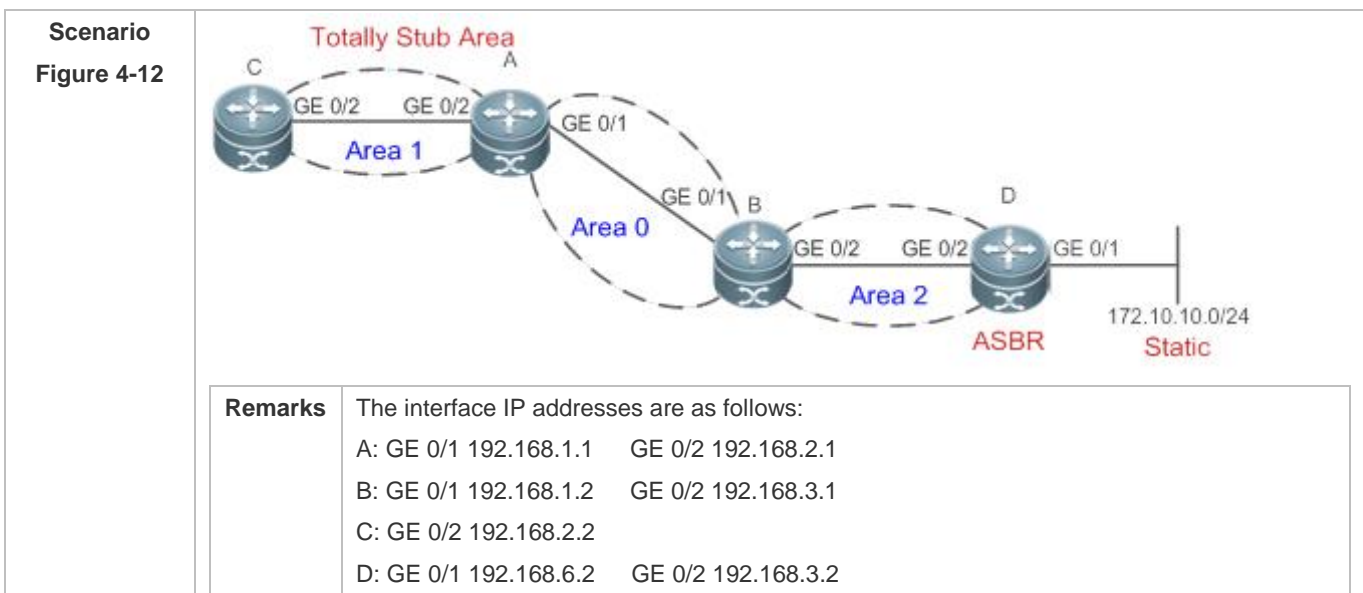 Scenario
Figure 4-12
Totally Stub Area
C
A
GE 0/2
GE 0/2
GE 0/1
Area 1
GE 0/1
B
D
Area 0
GE 0/2
GE 0/2
GE 0/1
Area 2
172.10.10.0/24
ASBR
Static
Remarks
The interface IP addresses are as follows:
A: GE 0/1 192.168.1.1 GE 0/2 192.168.2.1
B: GE 0/1 192.168.1.2 GE 0/2 192.168.3.1
C: GE 0/2 192.168.2.2
D: GE 0/1 192.168.6.2 GE 0/2 192.168.3.2